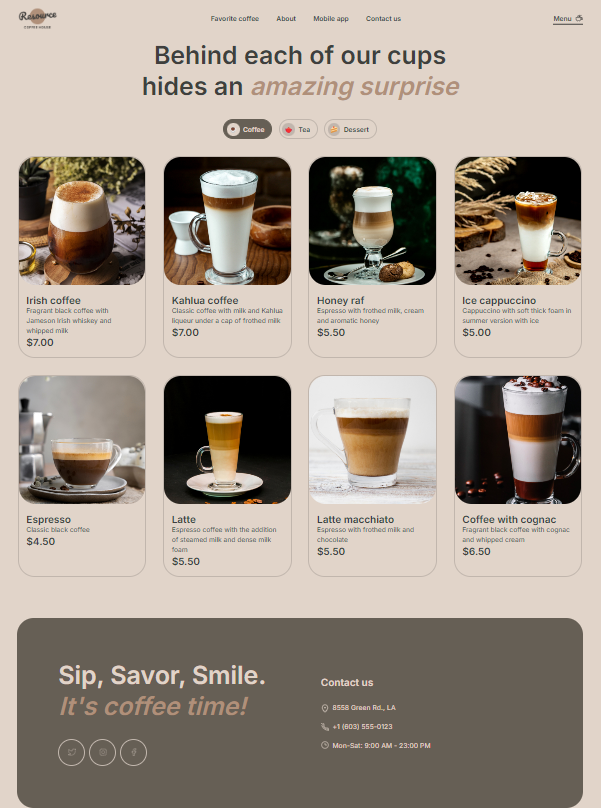 Resource
COFFEE HOUSE
Favorite coffee
About
Mobile app
Contact us
Menu
Behind each of our cups
hides an amazing surprise
Coffee
Tea
Dessert
Irish coffee
Fragrant black coffee with
Jameson Irish whiskey and
whipped milk
$7.00
Kahlua coffee
Classic coffee with milk and Kahlua
liqueur under a cap of frothed milk
$7.00
Honey raf
Espresso with frothed milk, cream
and aromatic honey
$5.50
Ice cappuccino
Cappuccino with soft thick foam in
summer version with ice
$5.00
Espresso
Classic black coffee
$4.50
Latte
Espresso coffee with the addition
of steamed milk and dense milk
foam
$5.50
Latte macchiato
Espresso with frothed milk and
chocolate
$5.50
Coffee with cognac
Fragrant black coffee with cognac
and whipped cream
$6.50
Sip, Savor, Smile.
It's coffee time!
Contact us
8558 Green Rd., LA
+1 (603) 555-0123
Mon-Sat: 9:00 AM - 23:00 PM